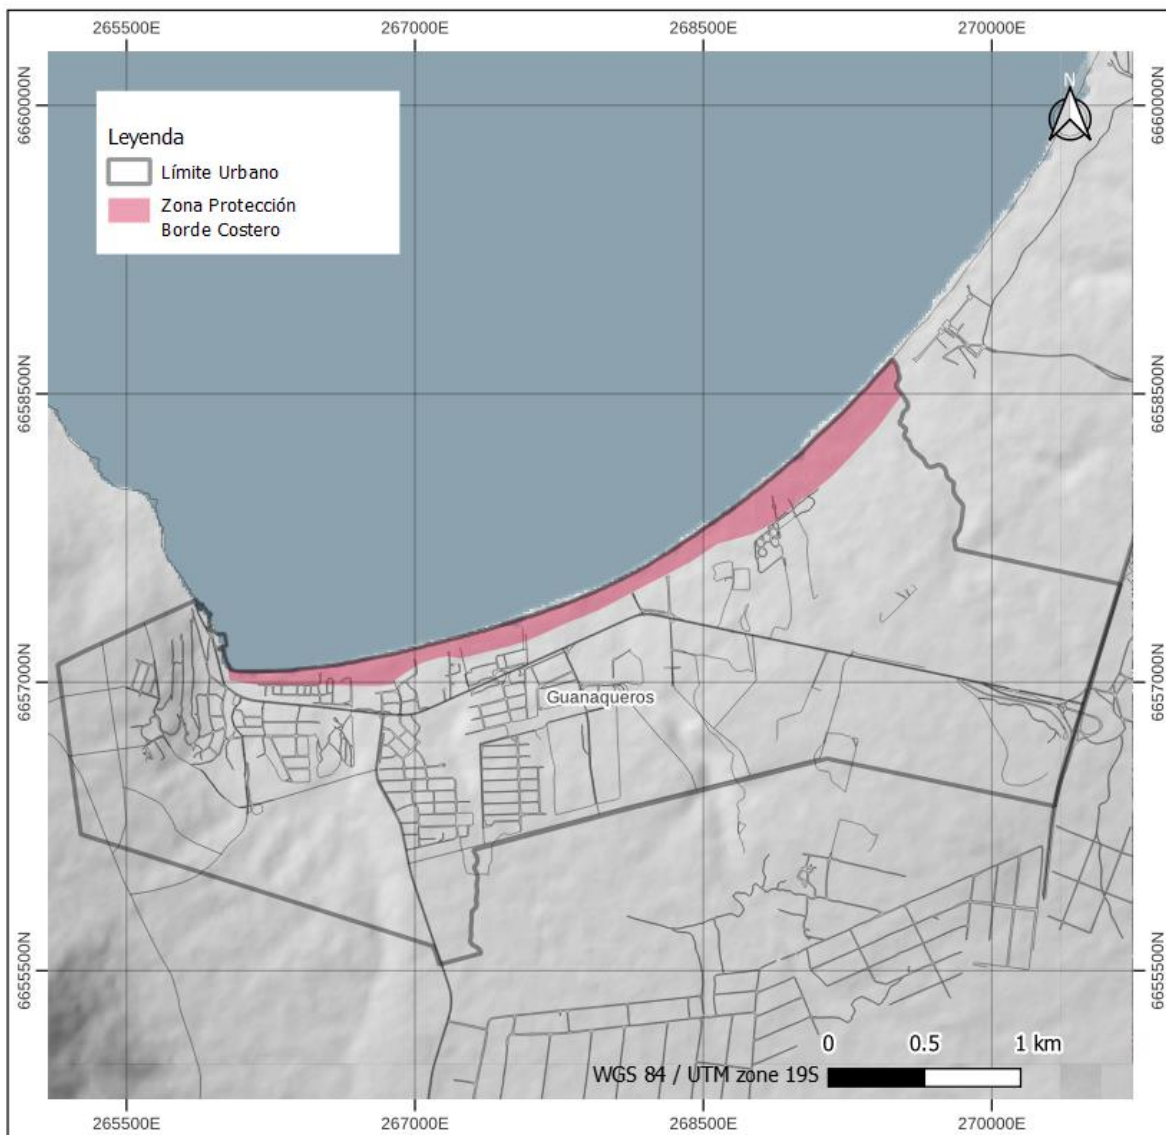 265500E 267000E 268500E 270000E
N
6660000N 6660000N
Leyenda
Límite Urbano
Zona Protección
Borde Costero
6658500N 6658500N
6657000N 6657000N
Guanaqueros
6655500N 6655500N
0 0.5 1 km
WGS 84 / UTM zone 19S
265500E 267000E 268500E 270000E